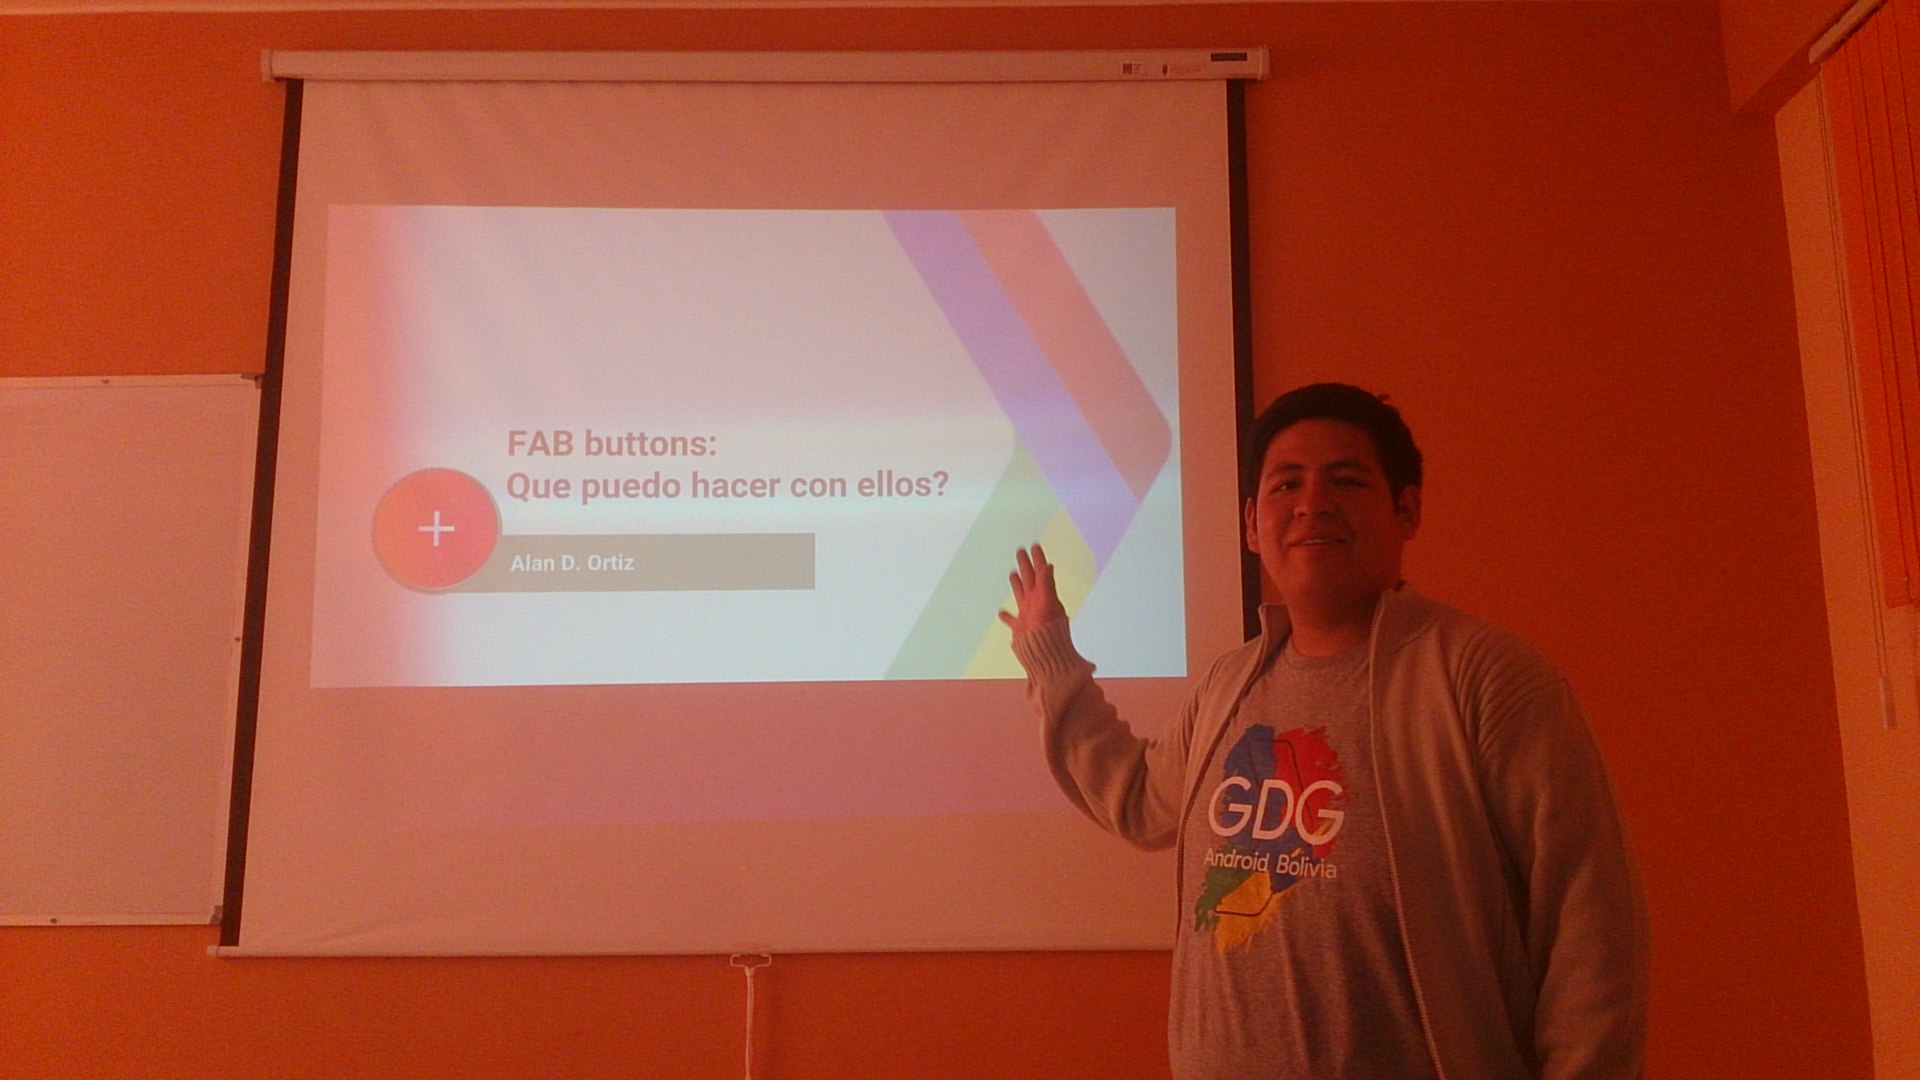 FAB buttons:
Que puedo hacer con ellos?
Alan D. Ortiz
GDG
Android Bolivia